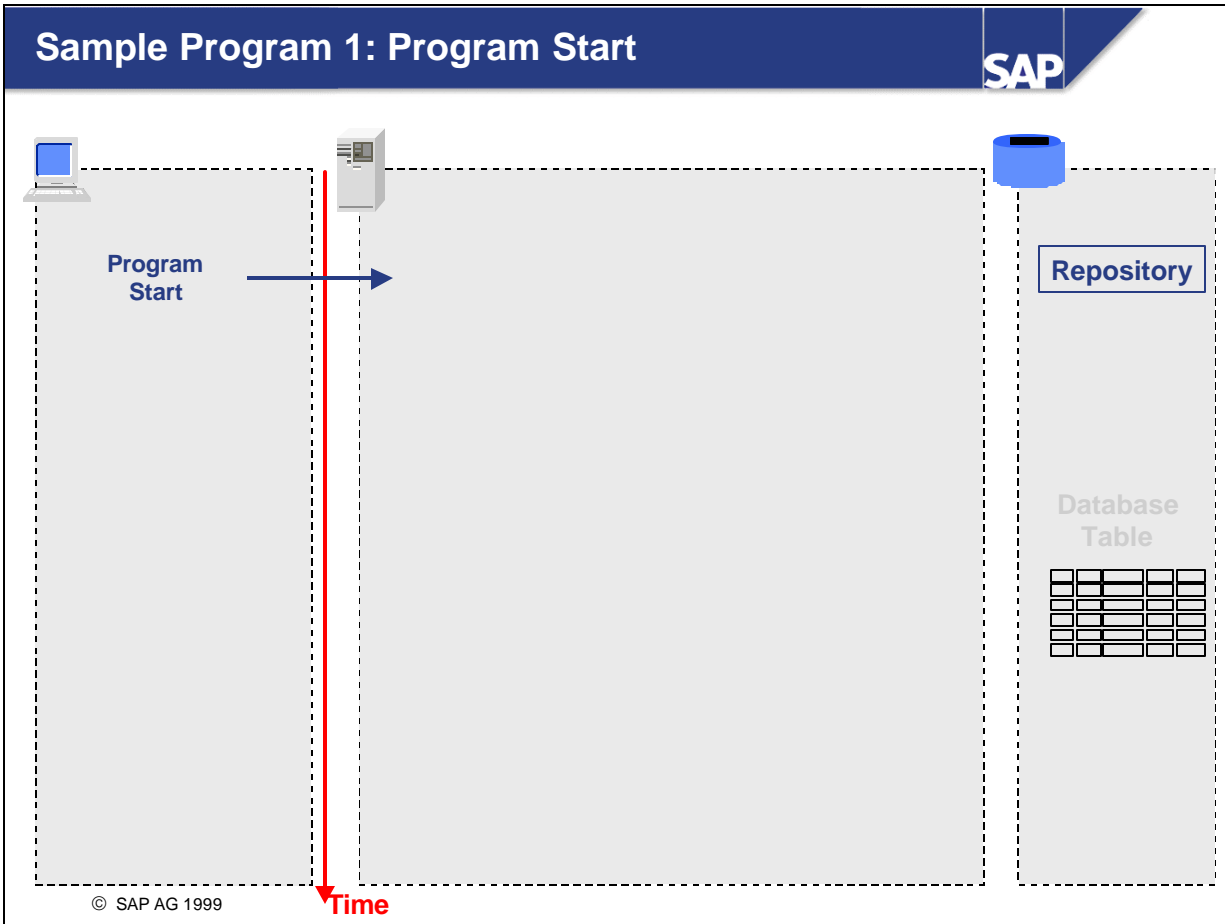 Sample Program 1: Program Start
SAP
Program
Start
Repository
Database
Table
© SAP AG 1999
Time